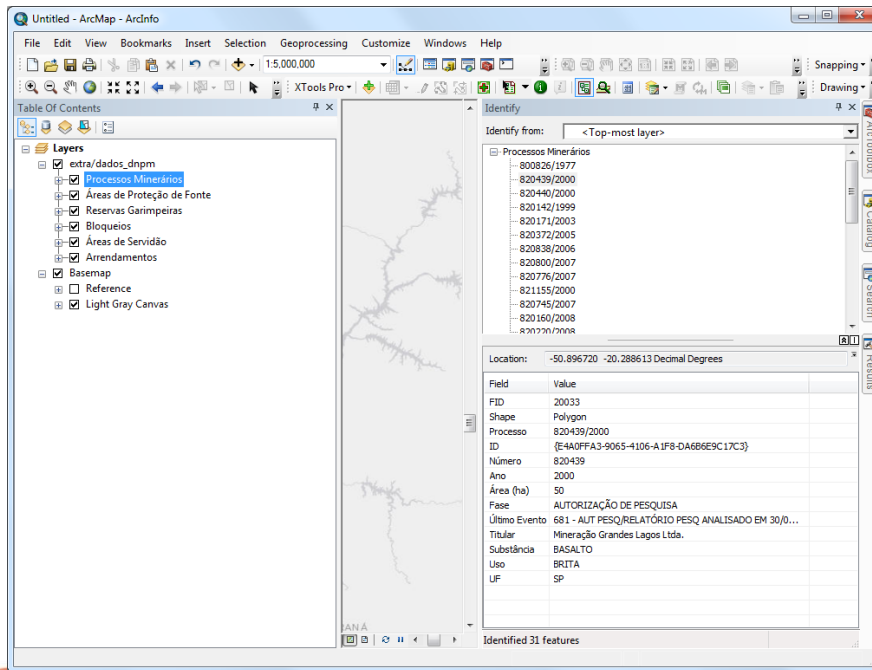 Untitled - ArcMap - ArcInfo
File Edit View Bookmarks Insert Selection Geoprocessing Customize Windows Help
1:5,000,000
Snapping
XTools Pro
Drawing
Table Of Contents
Layers
extra/dados_dnpm
Processos Minerários
Áreas de Proteção de Fonte
Reservas Garimpeiras
Bloqueios
Áreas de Servidão
Arrendamentos
Basemap
Reference
Light Gray Canvas
Identify
Identify from: <Top-most layer>
Processos Minerários
800826/1977
820439/2000
820440/2000
820142/1999
820171/2003
820372/2005
820838/2006
820800/2007
820776/2007
821155/2000
820745/2007
820160/2008
820220/2008
Location: -50.896720 -20.288613 Decimal Degrees
Field Value
FID 20033
Shape Polygon
Processo 820439/2000
ID {E4A0FFA3-9065-4106-A1F8-DA6B6E9C17C3}
Número 820439
Ano 2000
Área (ha) 50
Fase AUTORIZAÇÃO DE PESQUISA
Último Evento 681 - AUT PESQ/RELATÓRIO PESQ ANALISADO EM 30/0...
Titular Mineração Grandes Lagos Ltda.
Substância BASALTO
Uso BRITA
UF SP
Identified 31 features
ArcToolbox
Catalog
Search
Results